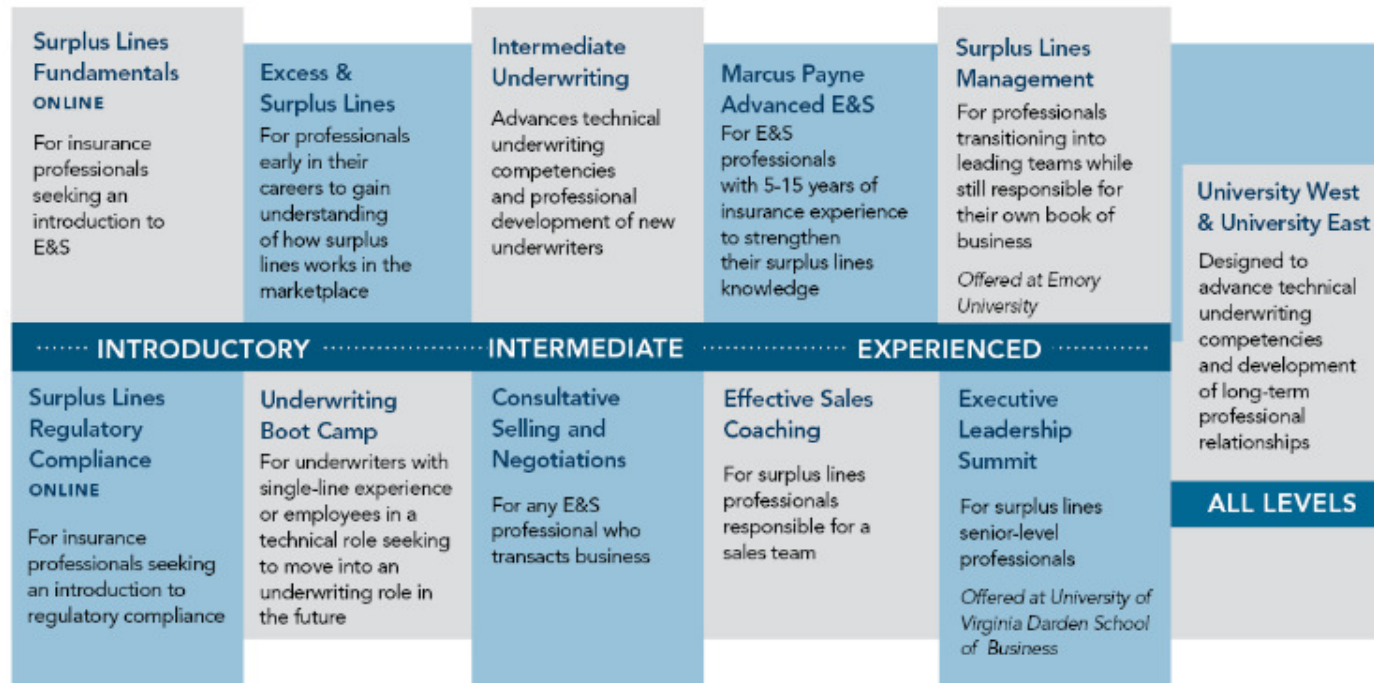 Surplus Lines
Fundamentals
ONLINE
For insurance
professionals
seeking an
introduction to
E&S
Excess &
Surplus Lines
For professionals
early in their
careers to gain
understanding
of how surplus
lines works in the
marketplace
Intermediate
Underwriting
Advances technical
underwriting
competencies
and professional
development of new
underwriters
Marcus Payne
Advanced E&S
For E&S
professionals
with 5-15 years of
insurance experience
to strengthen
their surplus lines
knowledge
Surplus Lines
Management
For professionals
transitioning into
leading teams while
still responsible for
their own book of
business
Offered at Emory
University
University West
& University East
Designed to
advance technical
underwriting
competencies
and development
of long-term
professional
relationships
INTRODUCTORY
INTERMEDIATE
EXPERIENCED
ALL LEVELS
Surplus Lines
Regulatory
Compliance
ONLINE
For insurance
professionals seeking
an introduction to
regulatory compliance
Underwriting
Boot Camp
For underwriters with
single-line experience
or employees in a
technical role seeking
to move into an
underwriting role in
the future
Consultative
Selling and
Negotiations
For any E&S
professional who
transacts business
Effective Sales
Coaching
For surplus lines
professionals
responsible for a
sales team
Executive
Leadership
Summit
For surplus lines
senior-level
professionals
Offered at University of
Virginia Darden School
of Business